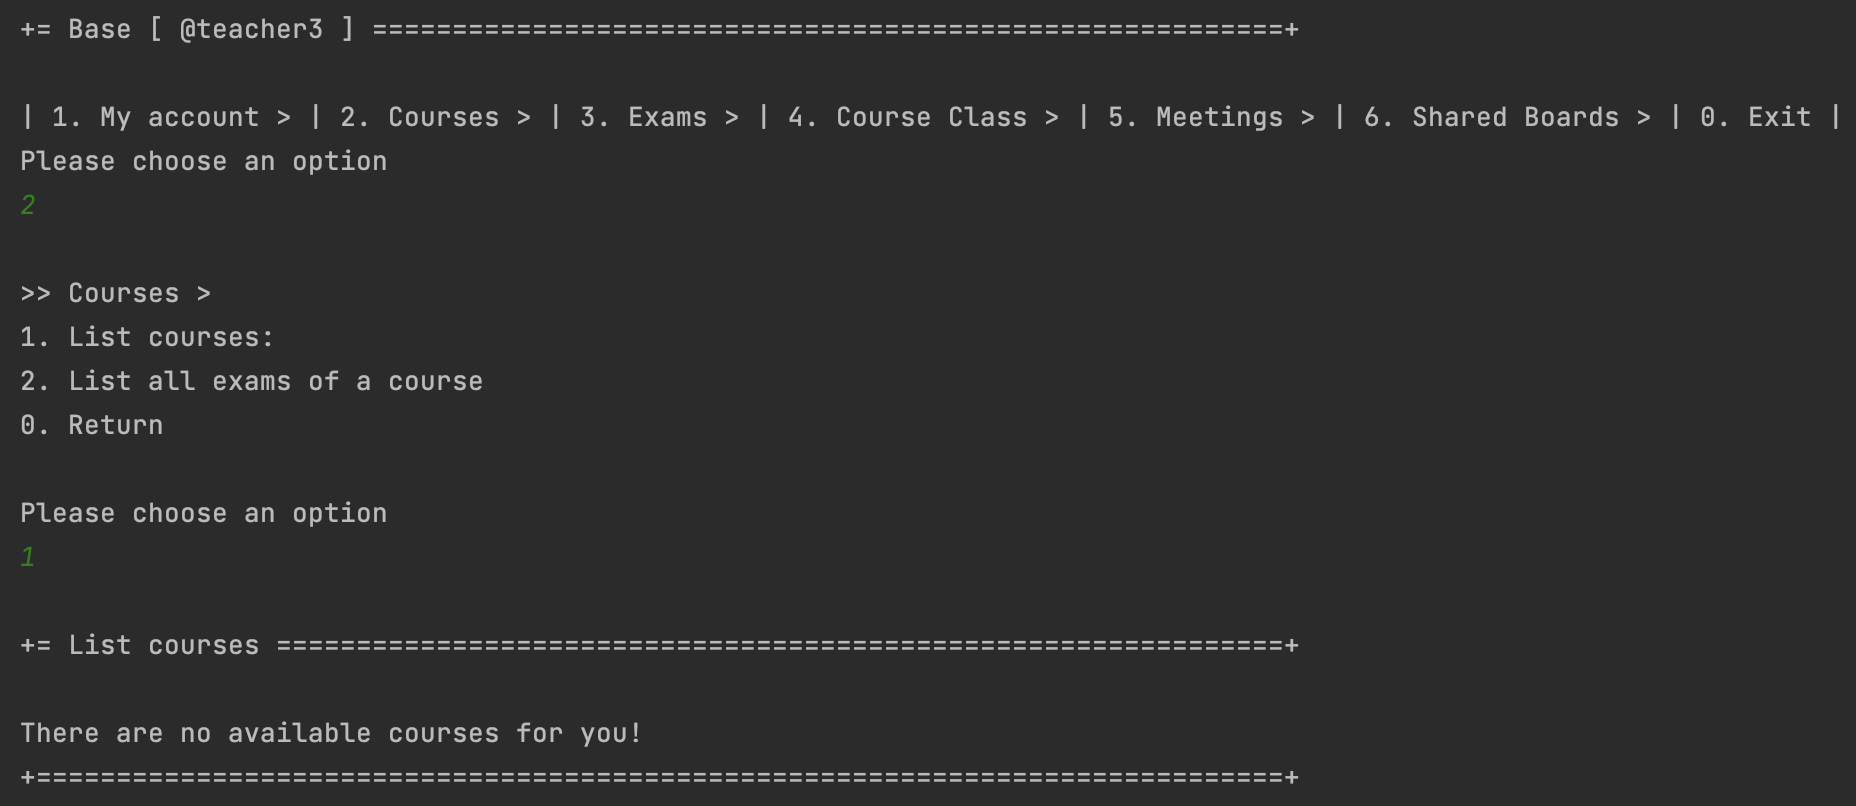 += Base [ @teacher3 ] =========================================================+
| 1. My account > | 2. Courses > | 3. Exams > | 4. Course Class > | 5. Meetings > | 6. Shared Boards > | 0. Exit |
Please choose an option
2
>> Courses >
1. List courses:
2. List all exams of a course
0. Return
Please choose an option
1
+= List courses ===============================================================+
There are no available courses for you!
+==============================================================================+